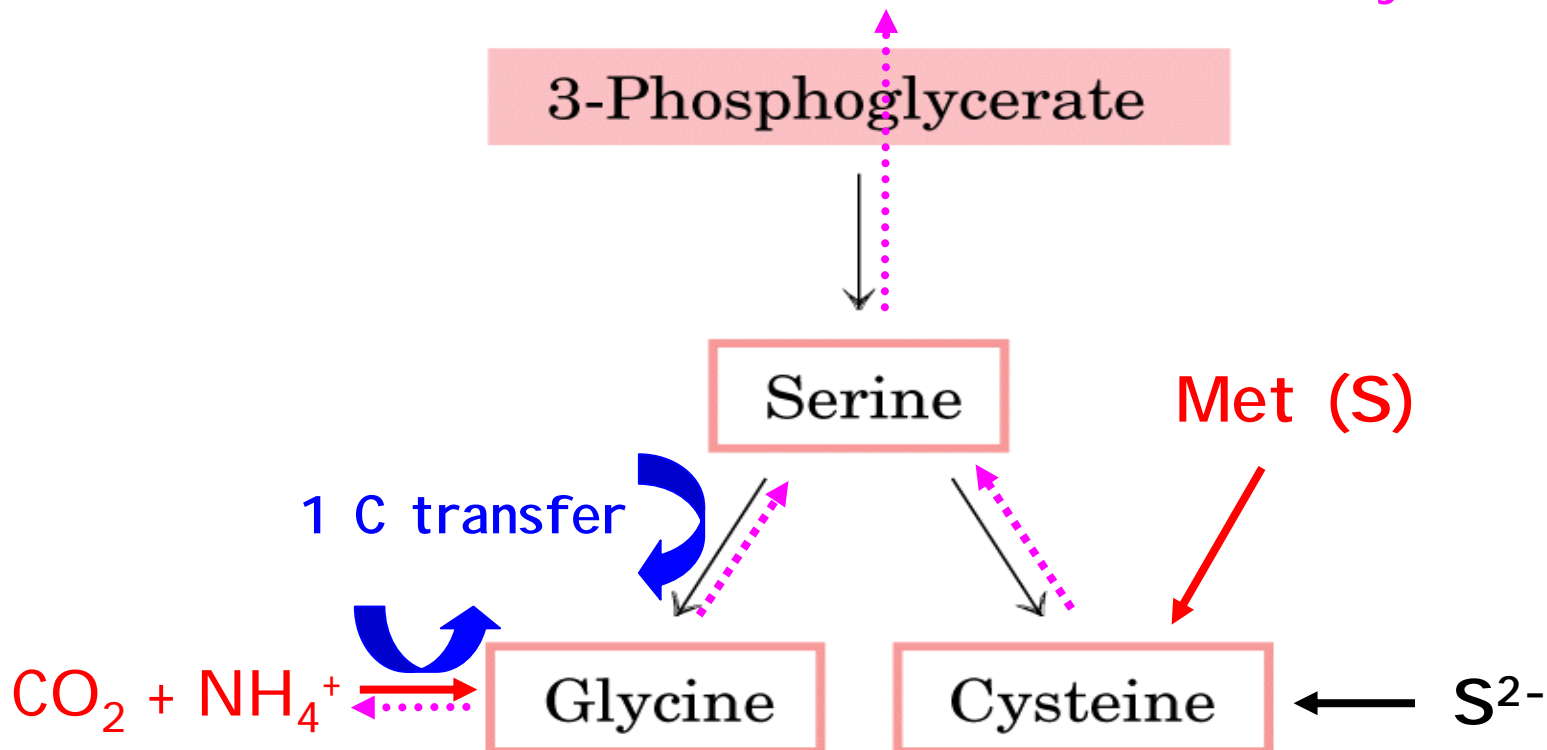 3-Phosphoglycerate
Serine
Met (S)
1 C transfer
CO₂ + NH₄⁺
Glycine
Cysteine
S²⁻